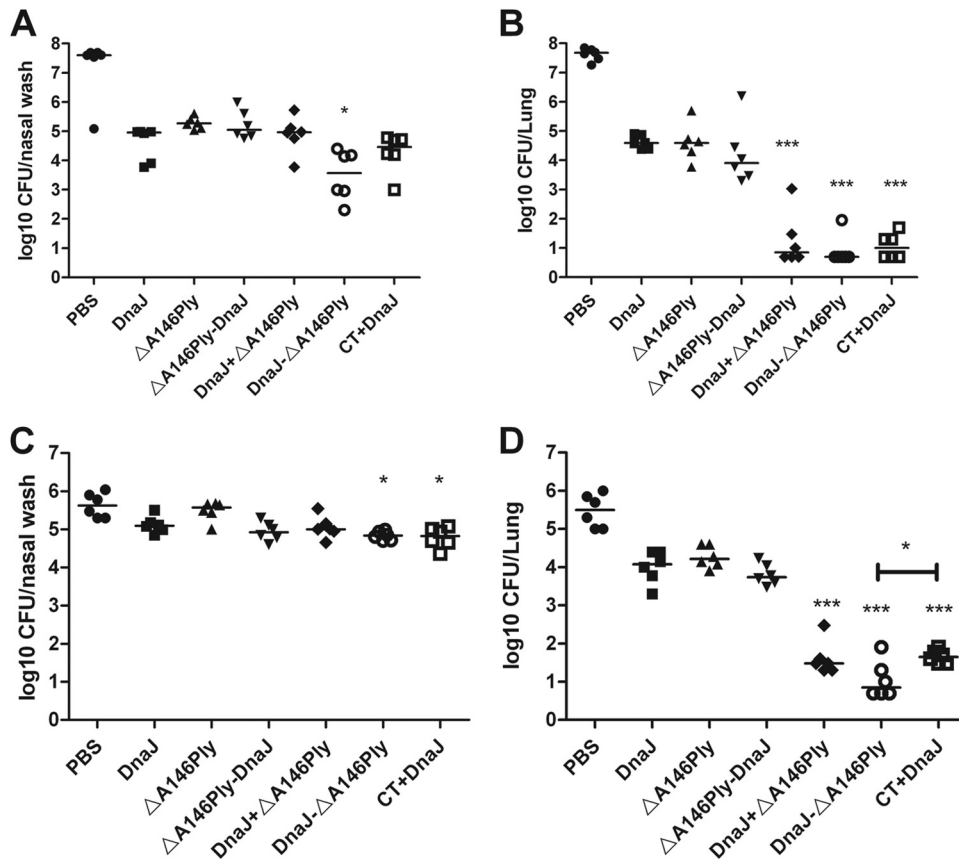 A
log10 CFU/nasal wash
8
7
6
5
4
3
2
1
0
*
PBS
DnaJ
△A146Ply
△A146Ply-DnaJ
DnaJ+△A146Ply
DnaJ-△A146Ply
CT+DnaJ
B
log10 CFU/Lung
8
7
6
5
4
3
2
1
0
***
***
***
PBS
DnaJ
△A146Ply
△A146Ply-DnaJ
DnaJ+△A146Ply
DnaJ-△A146Ply
CT+DnaJ
C
log10 CFU/nasal wash
7
6
5
4
3
2
1
0
*
*
PBS
DnaJ
△A146Ply
△A146Ply-DnaJ
DnaJ+△A146Ply
DnaJ-△A146Ply
CT+DnaJ
D
log10 CFU/Lung
7
6
5
4
3
2
1
0
*
***
***
***
PBS
DnaJ
△A146Ply
△A146Ply-DnaJ
DnaJ+△A146Ply
DnaJ-△A146Ply
CT+DnaJ